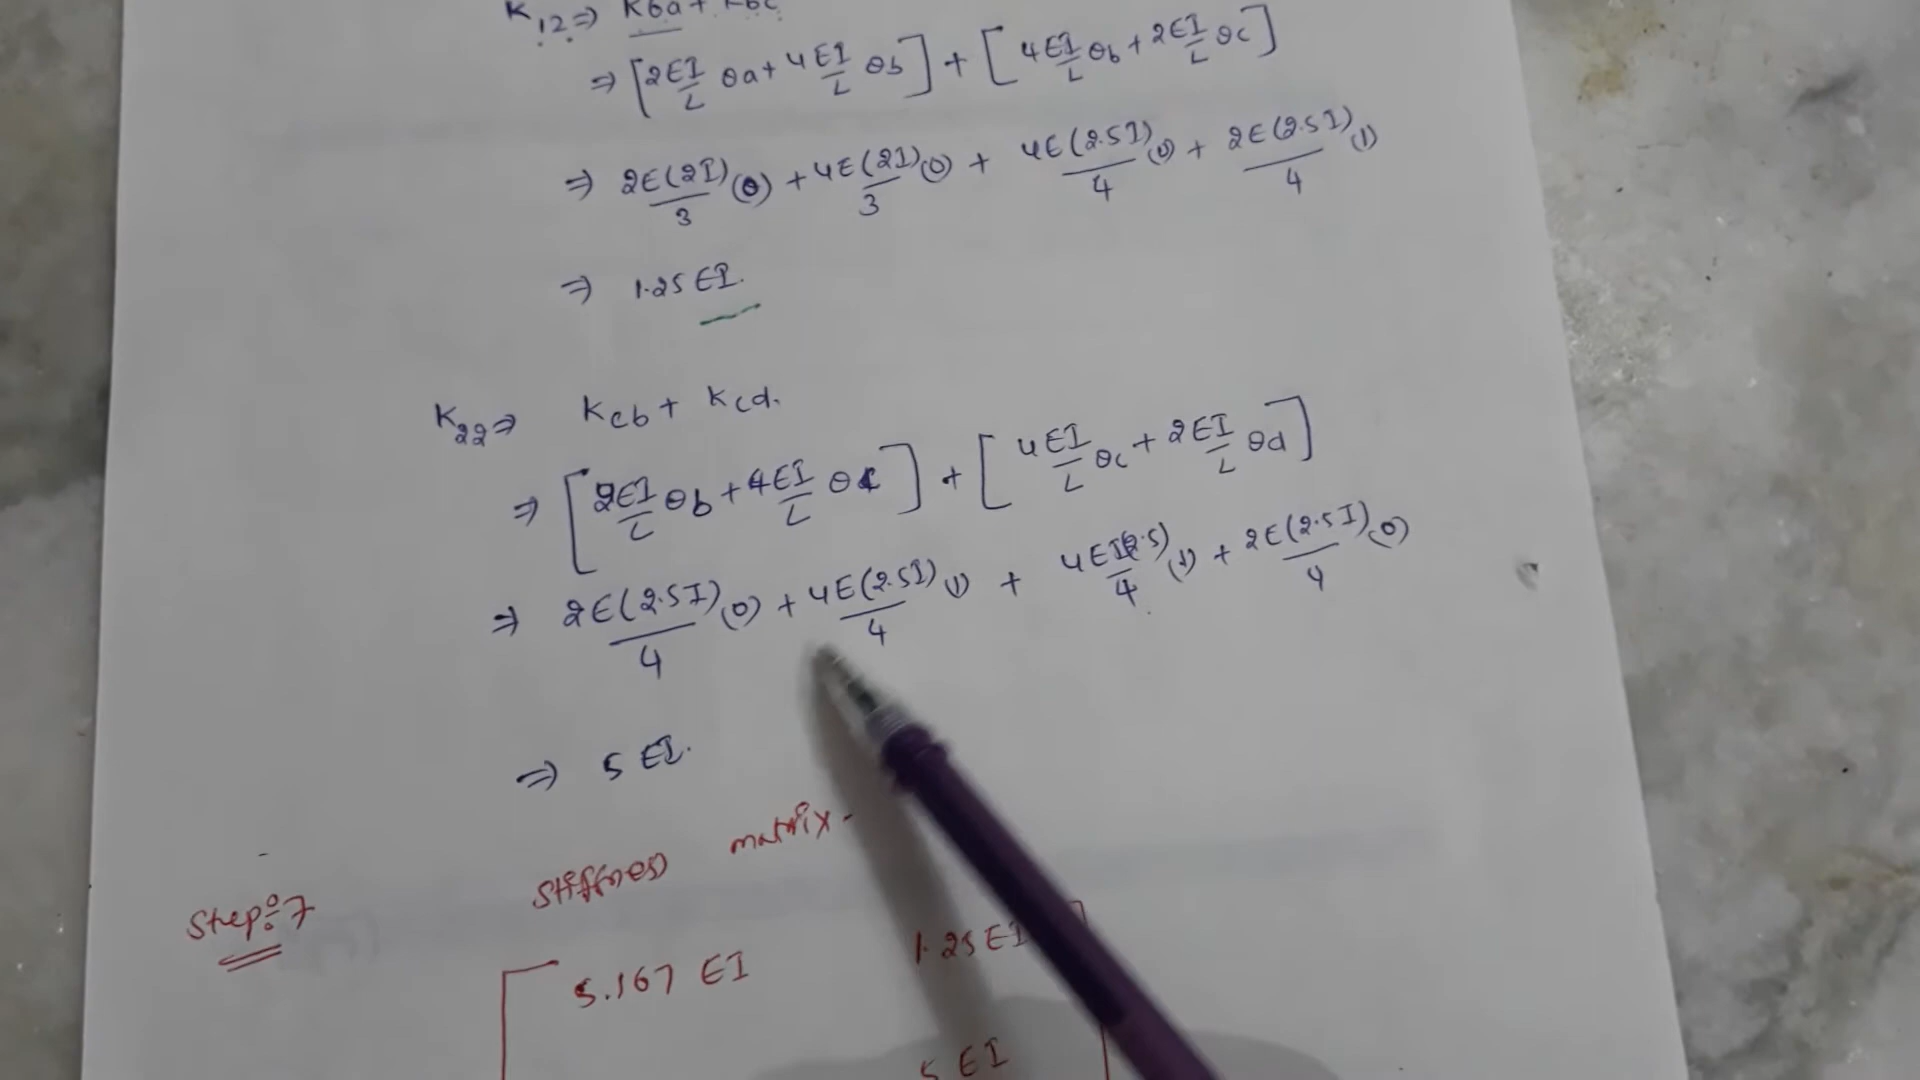 K12 ⇒ Kba + Kbc
⇒ [2EI/L θa + 4EI/L θb] + [4EI/L θb + 2EI/L θc]
⇒ 2E(2I)/3 (0) + 4E(2I)/3 (0) + 4E(2.5I)/4 (0) + 2E(2.5I)/4 (1)
⇒ 1.25 EI.
K22 ⇒ Kcb + Kcd.
⇒ [2EI/L θb + 4EI/L θc] + [4EI/L θc + 2EI/L θd]
⇒ 2E(2.5I)/4 (0) + 4E(2.5I)/4 (1) + 4EI(2.5)/4 (1) + 2E(2.5I)/4 (0)
⇒ 5 EI.
Step:7 stiffness matrix -
5.167 EI 1.25 EI
5 EI